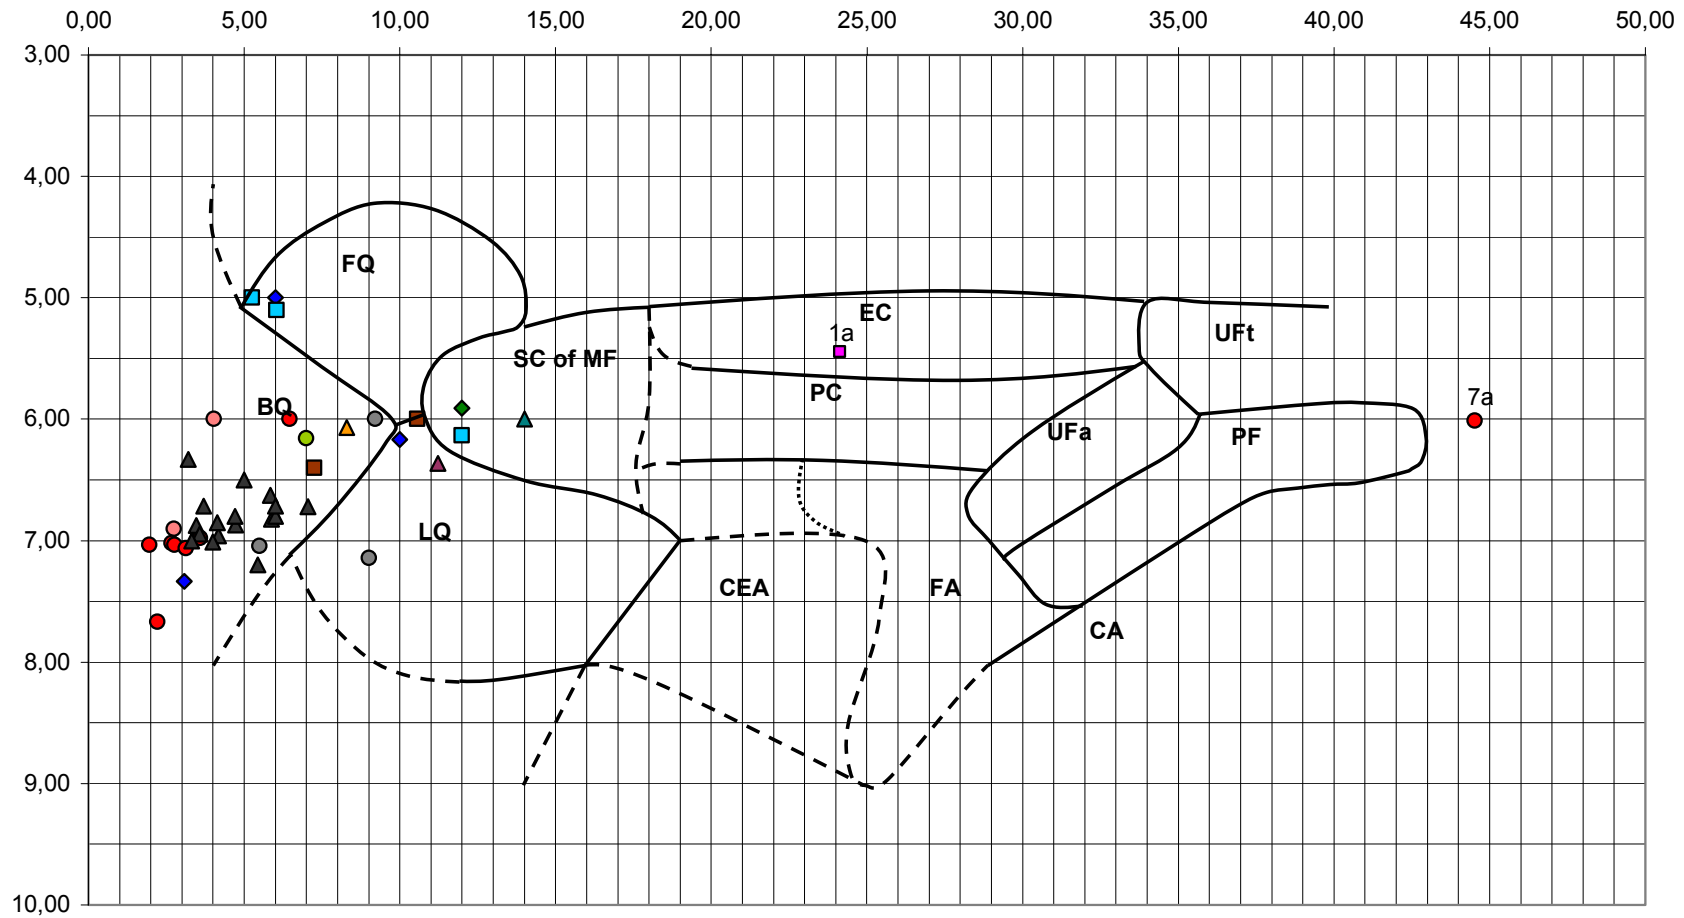 0,00 5,00 10,00 15,00 20,00 25,00 30,00 35,00 40,00 45,00 50,00
3,00
4,00
FQ
5,00
EC
1a
UFt
SC of MF
PC
7a
BQ
6,00
UFa
PF
LQ
7,00
CEA
FA
CA
8,00
9,00
10,00